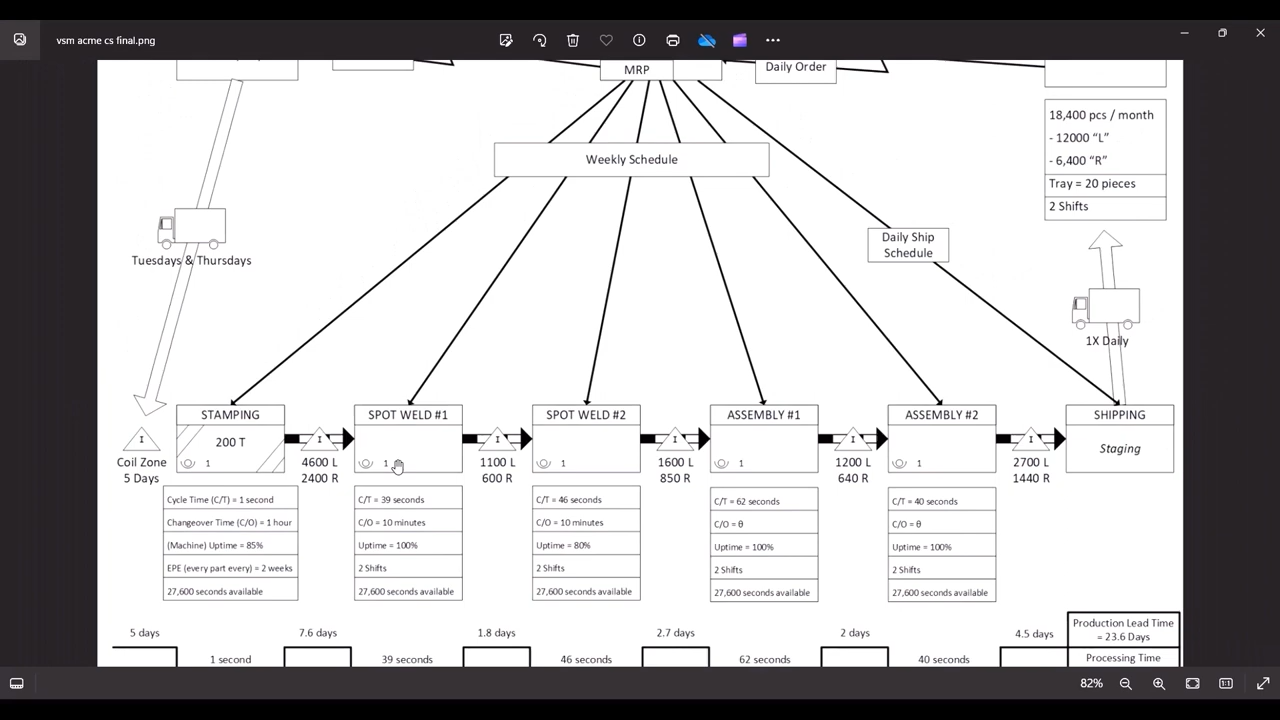 vsm acme cs final.png
MRP
Daily Order
18,400 pcs / month
- 12000 “L”
- 6,400 “R”
Tray = 20 pieces
2 Shifts
Weekly Schedule
Daily Ship
Schedule
Tuesdays & Thursdays
1X Daily
STAMPING
SPOT WELD #1
SPOT WELD #2
ASSEMBLY #1
ASSEMBLY #2
SHIPPING
200 T
Staging
I
I
I
I
I
I
1
1
1
1
1
Coil Zone
5 Days
4600 L
2400 R
1100 L
600 R
1600 L
850 R
1200 L
640 R
2700 L
1440 R
Cycle Time (C/T) = 1 second
Changeover Time (C/O) = 1 hour
(Machine) Uptime = 85%
EPE (every part every) = 2 weeks
27,600 seconds available
C/T = 39 seconds
C/O = 10 minutes
Uptime = 100%
2 Shifts
27,600 seconds available
C/T = 46 seconds
C/O = 10 minutes
Uptime = 80%
2 Shifts
27,600 seconds available
C/T = 62 seconds
C/O = θ
Uptime = 100%
2 Shifts
27,600 seconds available
C/T = 40 seconds
C/O = θ
Uptime = 100%
2 Shifts
27,600 seconds available
5 days
7.6 days
1.8 days
2.7 days
2 days
4.5 days
Production Lead Time
= 23.6 Days
1 second
39 seconds
46 seconds
62 seconds
40 seconds
Processing Time
82%
1:1